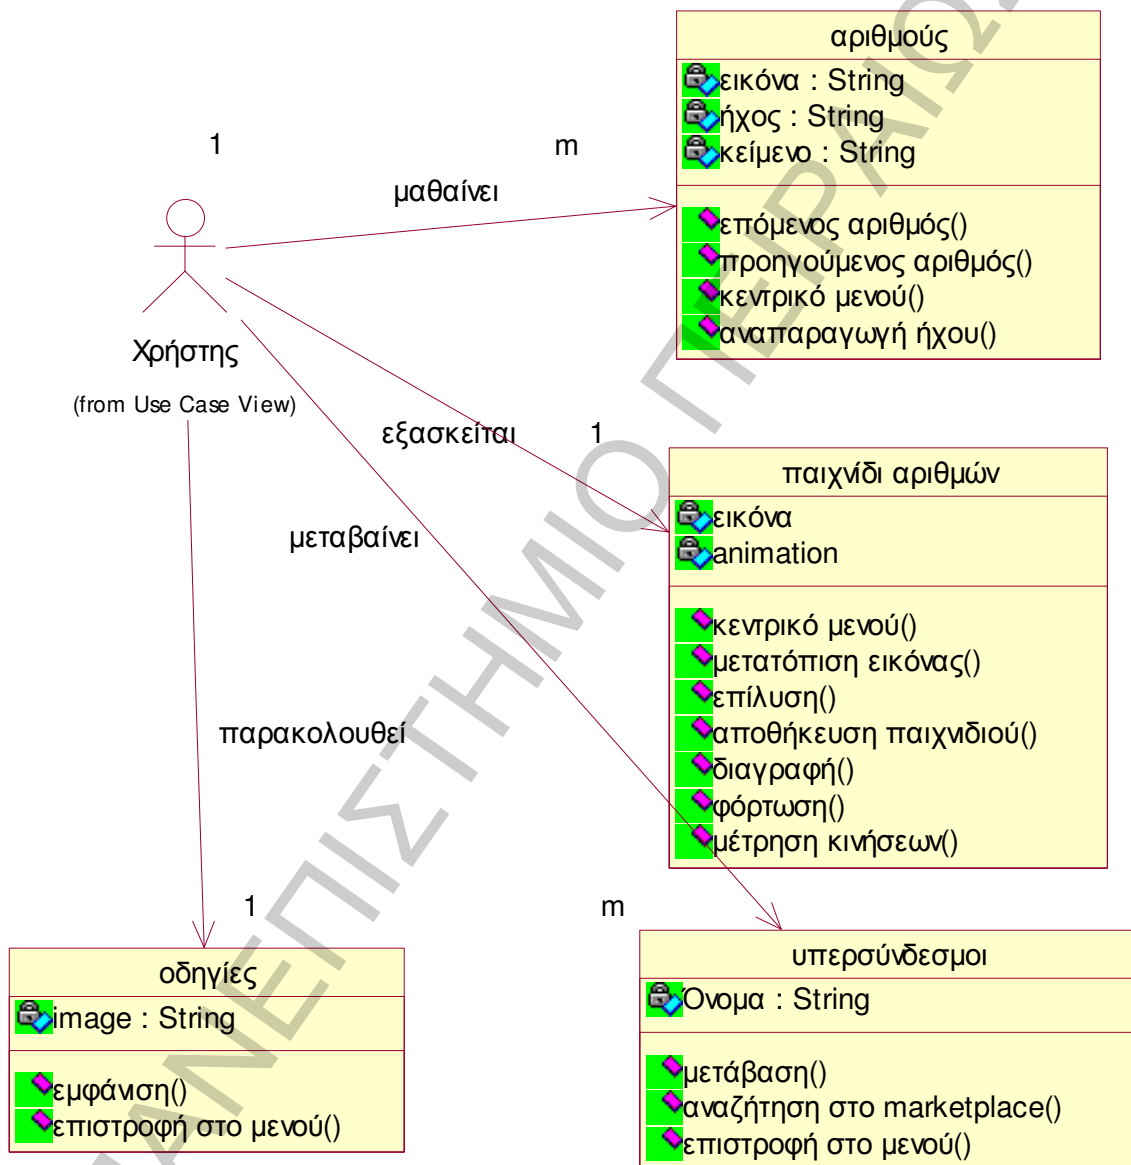 αριθμούς
εικόνα : String
ήχος : String
κείμενο : String
επόμενος αριθμός()
προηγούμενος αριθμός()
κεντρικό μενού()
αναπαραγωγή ήχου()
1
m
μαθαίνει
Χρήστης
(from Use Case View)
εξασκείται
1
παιχνίδι αριθμών
εικόνα
animation
κεντρικό μενού()
μετατόπιση εικόνας()
επίλυση()
αποθήκευση παιχνιδιού()
διαγραφή()
φόρτωση()
μέτρηση κινήσεων()
μεταβαίνει
παρακολουθεί
1
m
οδηγίες
image : String
εμφάνιση()
επιστροφή στο μενού()
υπερσύνδεσμοι
Όνομα : String
μετάβαση()
αναζήτηση στο marketplace()
επιστροφή στο μενού()
ΠΑΝΕΠΙΣΤΗΜΙΟ ΠΕΙΡΑΙΩΣ